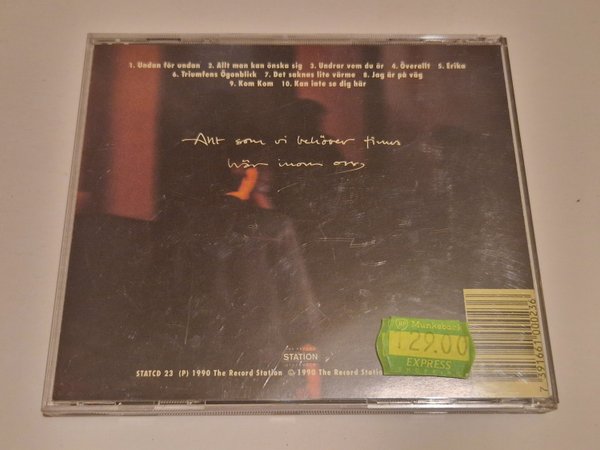 1. Undan för undan 2. Allt man kan önska sig 3. Undrar vem du är 4. Överallt 5. Erika
6. Triumfens Ögonblick 7. Det saknas lite värme 8. Jag är på väg
9. Kom Kom 10. Kan inte se dig här
Allt som vi behöver finns
här inom oss
THE RECORD
STATION
STATCD 23 (P) 1990 The Record Station © 1990 The Record Station
Munkebäck
129.00
EXPRESS
7 391661 000236